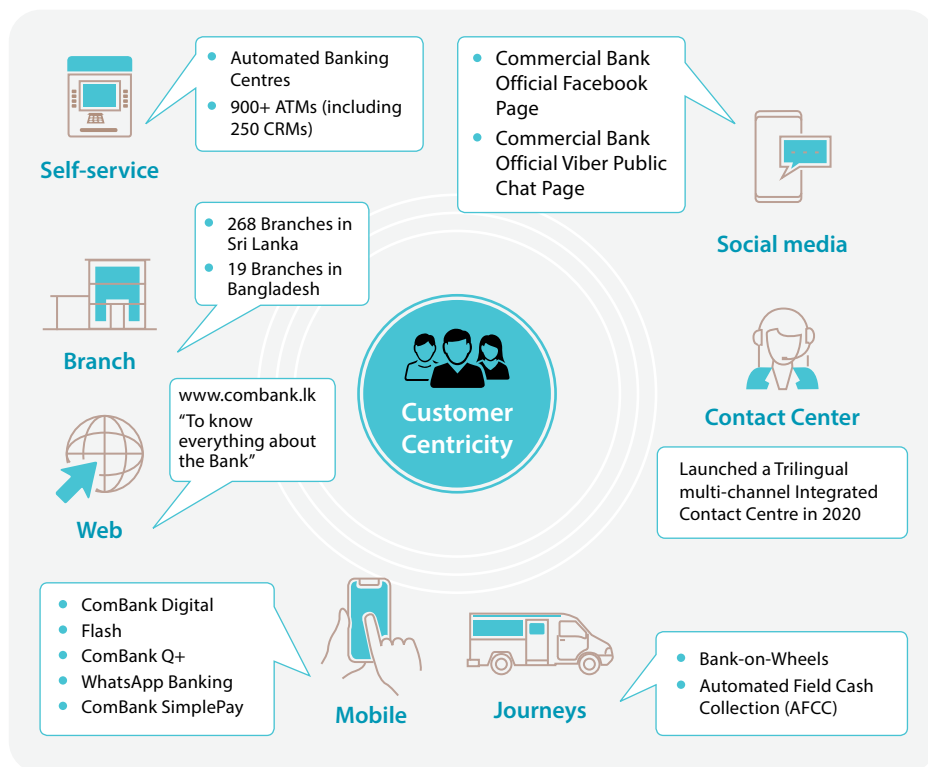 Automated Banking
Centres
900+ ATMs (including
250 CRMs)
Self-service
Commercial Bank
Official Facebook
Page
Commercial Bank
Official Viber Public
Chat Page
Social media
268 Branches in
Sri Lanka
19 Branches in
Bangladesh
Branch
Customer
Centricity
Contact Center
Launched a Trilingual
multi-channel Integrated
Contact Centre in 2020
www.combank.lk
“To know
everything about
the Bank”
Web
ComBank Digital
Flash
ComBank Q+
WhatsApp Banking
ComBank SimplePay
Mobile
Journeys
Bank-on-Wheels
Automated Field Cash
Collection (AFCC)